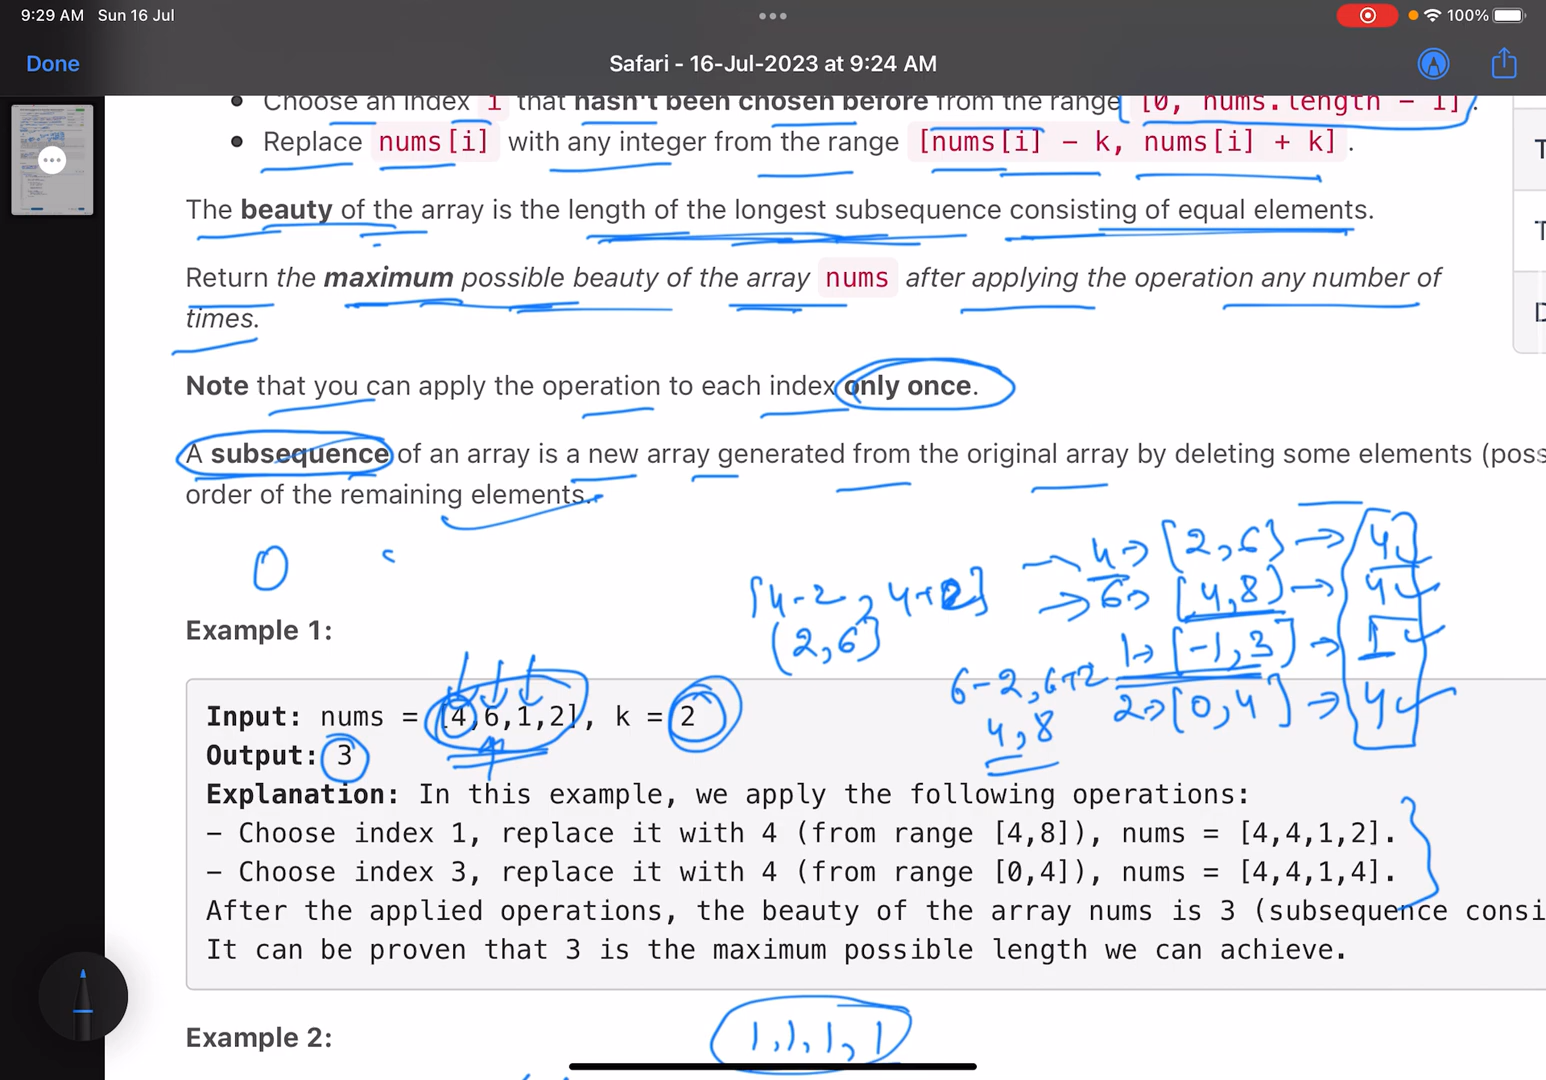 9:29 AM Sun 16 Jul
100%
Done
Safari - 16-Jul-2023 at 9:24 AM
• Choose an index i that hasn't been chosen before from the range [0, nums.length - 1].
• Replace nums[i] with any integer from the range [nums[i] - k, nums[i] + k].
The beauty of the array is the length of the longest subsequence consisting of equal elements.
Return the maximum possible beauty of the array nums after applying the operation any number of
times.
Note that you can apply the operation to each index only once.
A subsequence of an array is a new array generated from the original array by deleting some elements (poss
order of the remaining elements.
0
4 → [2,6] → 4
[4-2, 4+2]
6 → [4,8] → 4
(2,6]
1 → [-1,3] → 1
6-2, 6+2
2 → [0,4] → 4
4,8
Example 1:
Input: nums = [4,6,1,2], k = 2
Output: 3
Explanation: In this example, we apply the following operations:
- Choose index 1, replace it with 4 (from range [4,8]), nums = [4,4,1,2].
- Choose index 3, replace it with 4 (from range [0,4]), nums = [4,4,1,4].
After the applied operations, the beauty of the array nums is 3 (subsequence consi
It can be proven that 3 is the maximum possible length we can achieve.
Example 2:
1,1,1,1